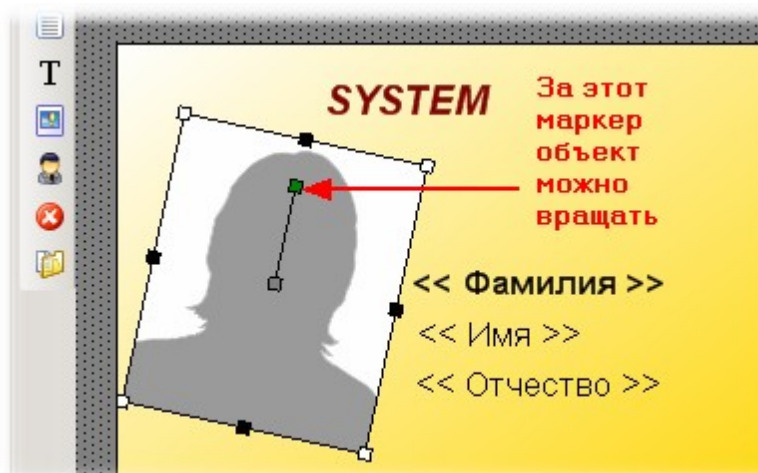 T
SYSTEM
За этот
маркер
объект
можно
вращать
<< Фамилия >>
<< Имя >>
<< Отчество >>